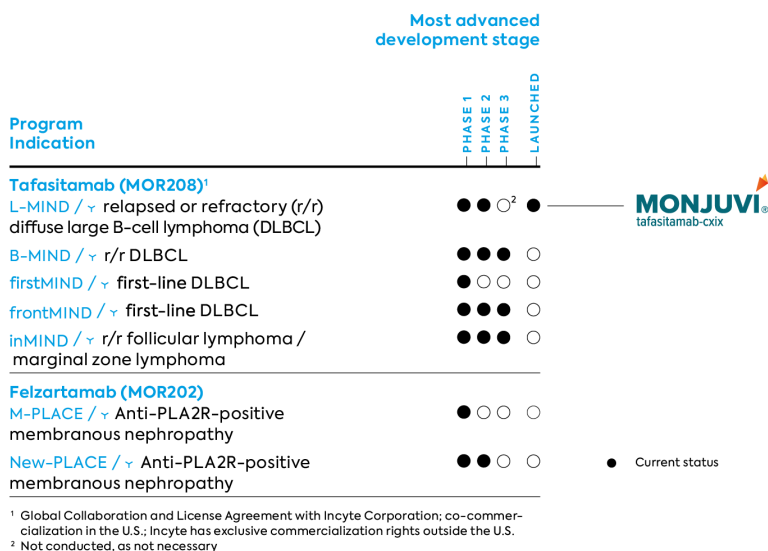 Most advanced
development stage
PHASE 1
PHASE 2
PHASE 3
LAUNCHED
Program
Indication
Tafasitamab (MOR208)¹
L-MIND / relapsed or refractory (r/r)
diffuse large B-cell lymphoma (DLBCL)
2
MONJUVI®
tafasitamab-cxix
B-MIND / r/r DLBCL
firstMIND / first-line DLBCL
frontMIND / first-line DLBCL
inMIND / r/r follicular lymphoma /
marginal zone lymphoma
Felzartamab (MOR202)
M-PLACE / Anti-PLA2R-positive
membranous nephropathy
New-PLACE / Anti-PLA2R-positive
membranous nephropathy
Current status
¹ Global Collaboration and License Agreement with Incyte Corporation; co-commer-
cialization in the U.S.; Incyte has exclusive commercialization rights outside the U.S.
² Not conducted, as not necessary